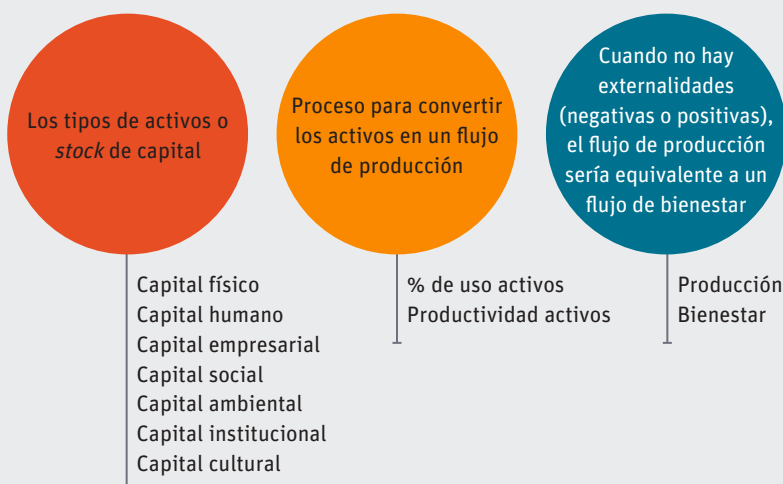 Los tipos de activos o
stock de capital
Capital físico
Capital humano
Capital empresarial
Capital social
Capital ambiental
Capital institucional
Capital cultural
Proceso para convertir
los activos en un flujo
de producción
% de uso activos
Productividad activos
Cuando no hay
externalidades
(negativas o positivas),
el flujo de producción
sería equivalente a un
flujo de bienestar
Producción
Bienestar